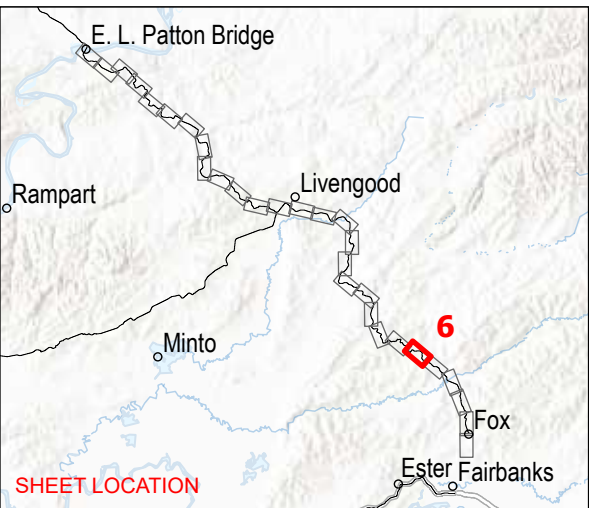 E. L. Patton Bridge
Livengood
Rampart
6
Minto
Fox
Ester Fairbanks
SHEET LOCATION